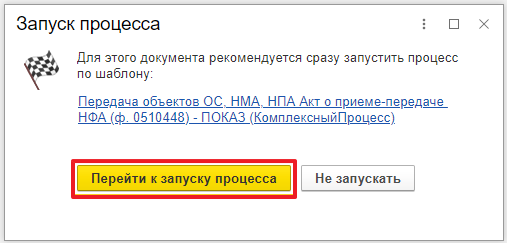 Запуск процесса
Для этого документа рекомендуется сразу запустить процесс
по шаблону:
Передача объектов ОС, НМА, НПА Акт о приеме-передаче
НФА (ф. 0510448) - ПОКАЗ (КомплексныйПроцесс)
Перейти к запуску процесса
Не запускать